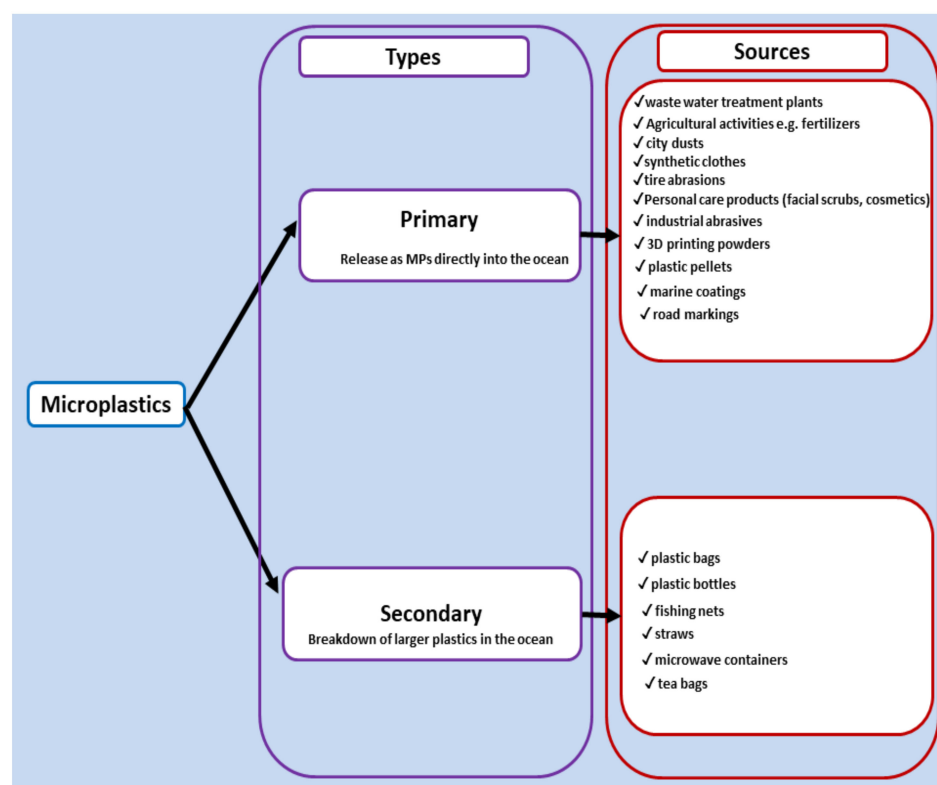 Types
Sources
Microplastics
Primary
Release as MPs directly into the ocean
✓waste water treatment plants
✓Agricultural activities e.g. fertilizers
✓city dusts
✓synthetic clothes
✓tire abrasions
✓Personal care products (facial scrubs, cosmetics)
✓industrial abrasives
✓3D printing powders
✓plastic pellets
✓marine coatings
✓road markings
Secondary
Breakdown of larger plastics in the ocean
✓plastic bags
✓plastic bottles
✓fishing nets
✓straws
✓microwave containers
✓tea bags